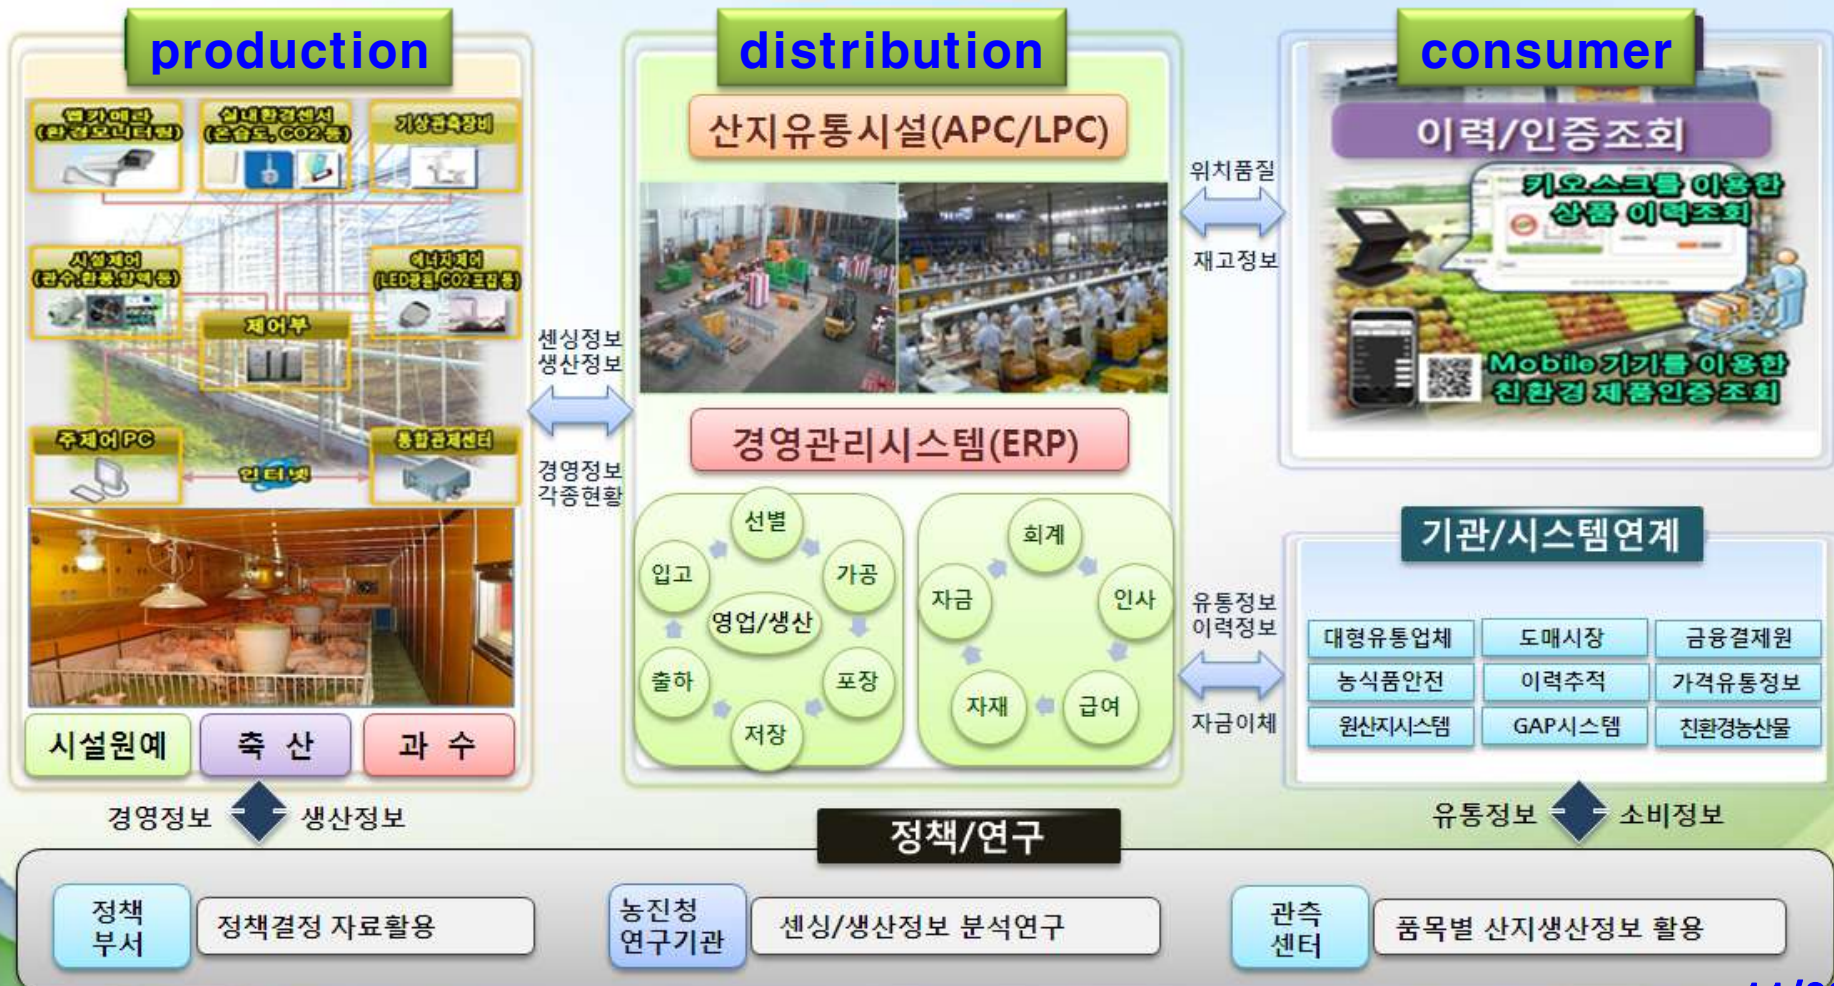 production
distribution
consumer
웹카메라
(환경모니터링)
실내환경센서
(온습도, CO2등)
기상관측장비
시설제어
(관수,환풍,양액 등)
에너지제어
(LED광원,CO2포집 등)
제어부
주제어 PC
인터넷
통합관제센터
시설원예
축 산
과 수
센싱정보
생산정보
경영정보
각종현황
산지유통시설(APC/LPC)
경영관리시스템(ERP)
선별
입고
가공
영업/생산
출하
포장
저장
회계
자금
인사
자재
급여
위치품질
재고정보
이력/인증조회
키오스크를 이용한
상품 이력조회
Mobile 기기를 이용한
친환경 제품인증조회
유통정보
이력정보
자금이체
기관/시스템연계
대형유통업체
도매시장
금융결제원
농식품안전
이력추적
가격유통정보
원산지시스템
GAP시스템
친환경농산물
경영정보
생산정보
유통정보
소비정보
정책/연구
정책
부서
정책결정 자료활용
농진청
연구기관
센싱/생산정보 분석연구
관측
센터
품목별 산지생산정보 활용